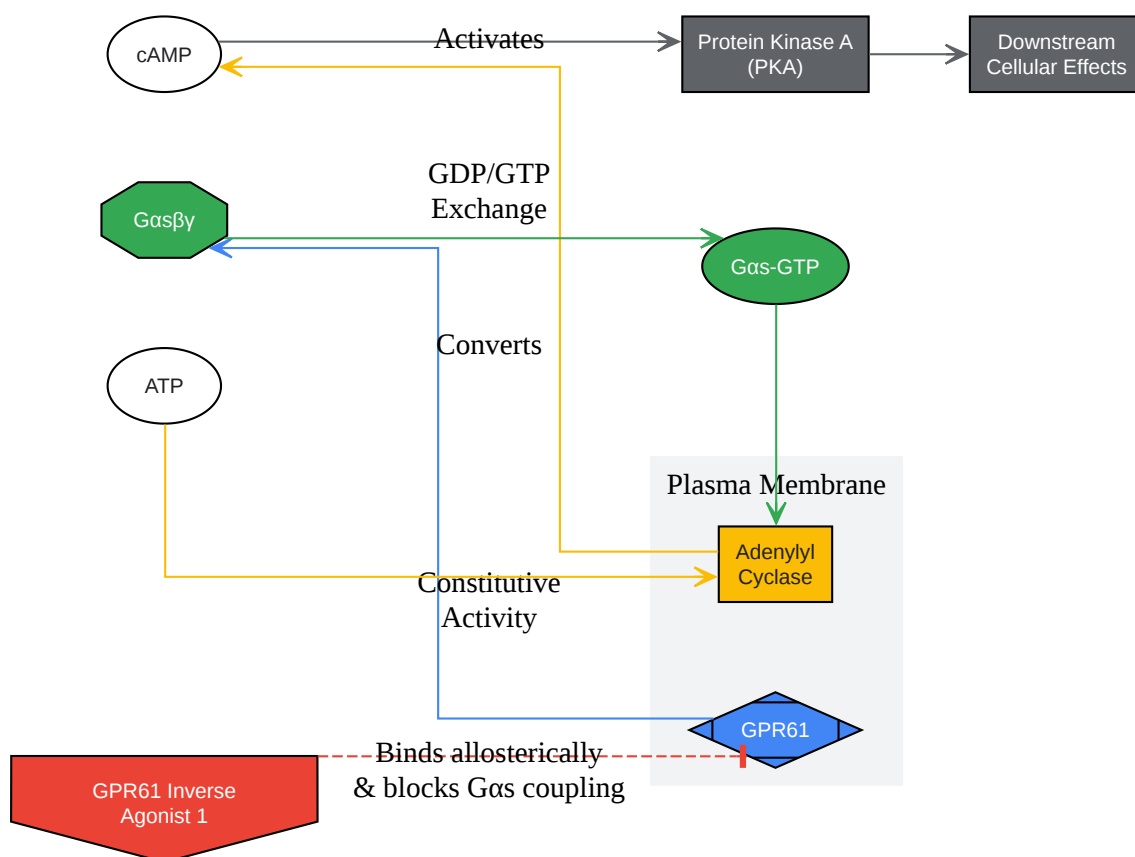 cAMP
Activates
Protein Kinase A
(PKA)
Downstream
Cellular Effects
GDP/GTP
Exchange
Gαsβγ
Gαs-GTP
Converts
ATP
Plasma Membrane
Adenylyl
Cyclase
Constitutive
Activity
GPR61
Binds allosterically
& blocks Gαs coupling
GPR61 Inverse
Agonist 1